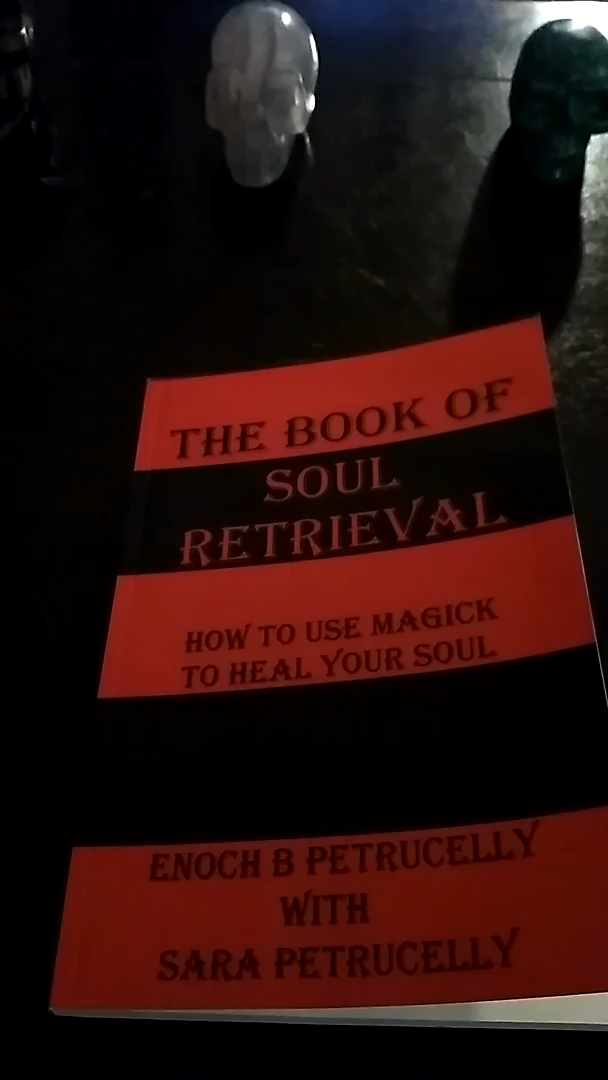 THE BOOK OF
SOUL
RETRIEVAL
HOW TO USE MAGICK
TO HEAL YOUR SOUL
ENOCH B PETRUCELLY
WITH
SARA PETRUCELLY